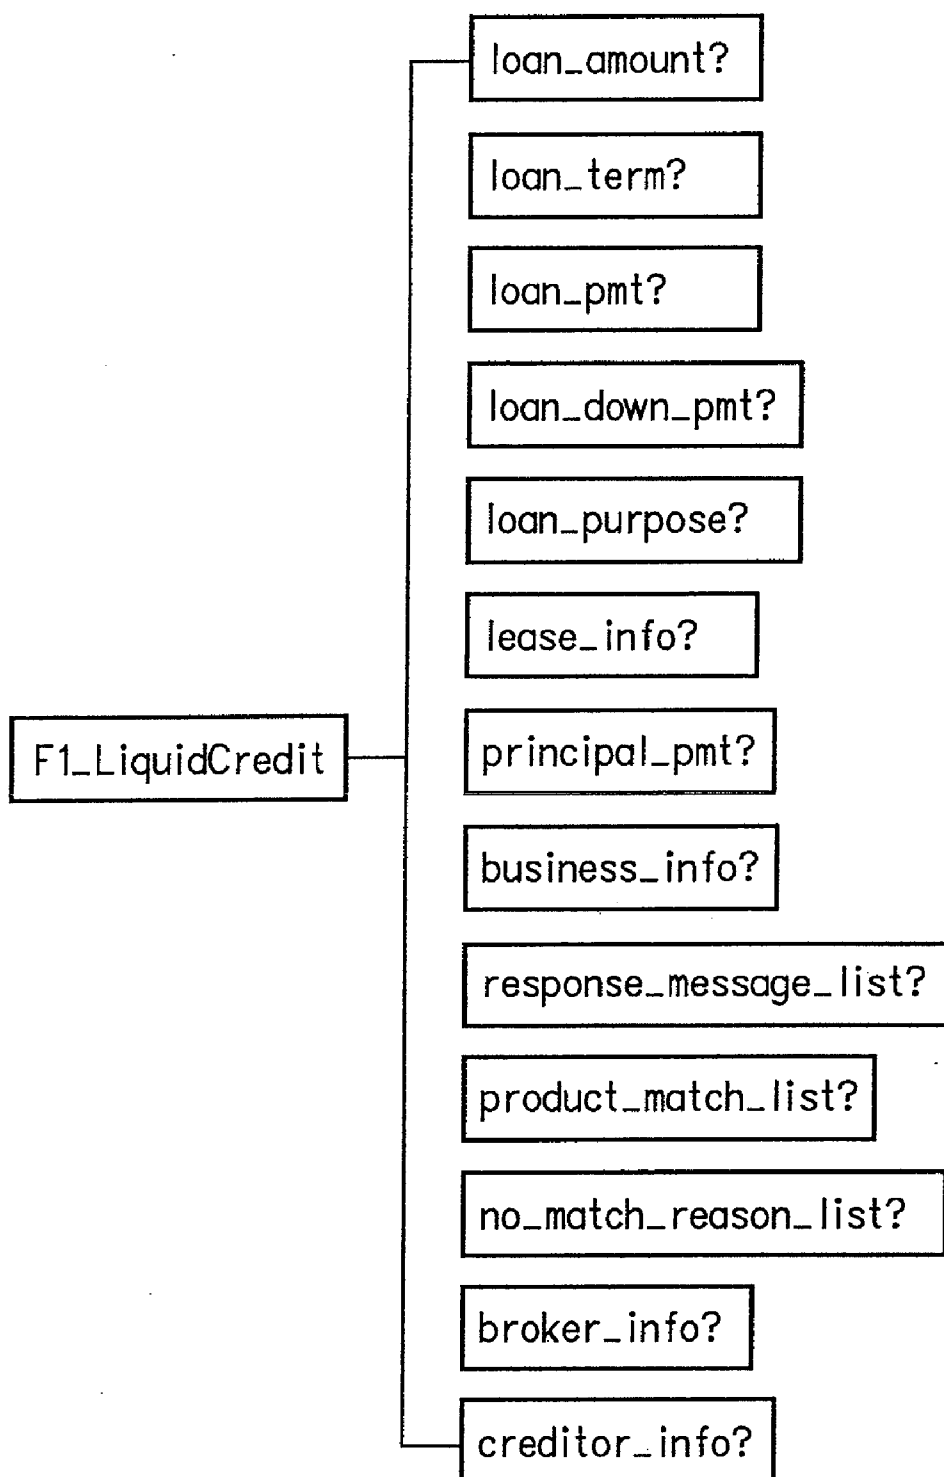 loan_amount?
loan_term?
loan_pmt?
loan_down_pmt?
loan_purpose?
lease_info?
F1_LiquidCredit
principal_pmt?
business_info?
response_message_list?
product_match_list?
no_match_reason_list?
broker_info?
creditor_info?